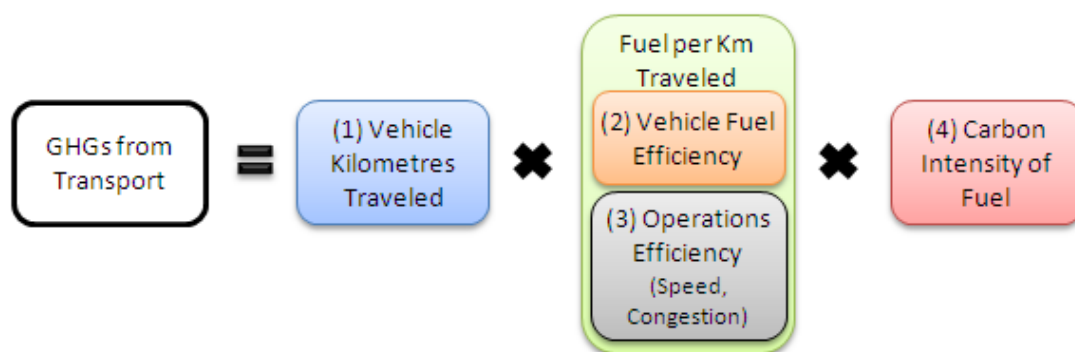 GHGs from
Transport
=
(1) Vehicle
Kilometres
Traveled
✖
Fuel per Km
Traveled
(2) Vehicle Fuel
Efficiency
(3) Operations
Efficiency
(Speed,
Congestion)
✖
(4) Carbon
Intensity of
Fuel